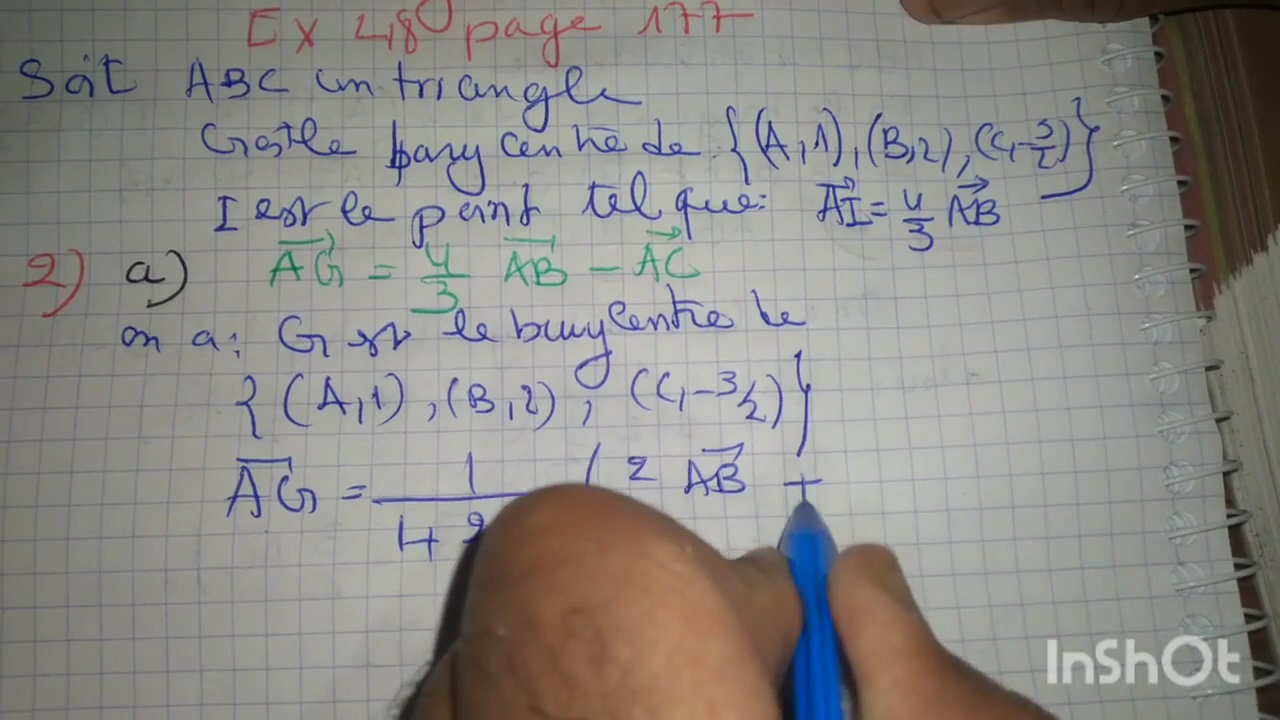 Ex 48 page 177
Soit ABC un triangle
G est le barycentre de {(A,1),(B,2),(C,-3/2)}
I est le point tel que: AI = 4/3 AB
2) a) AG = 4/3 AB - AC
on a: G est le barycentre de
{(A,1),(B,2), (C,-3/2)}
AG = 1 ( 2 AB +
InShOt